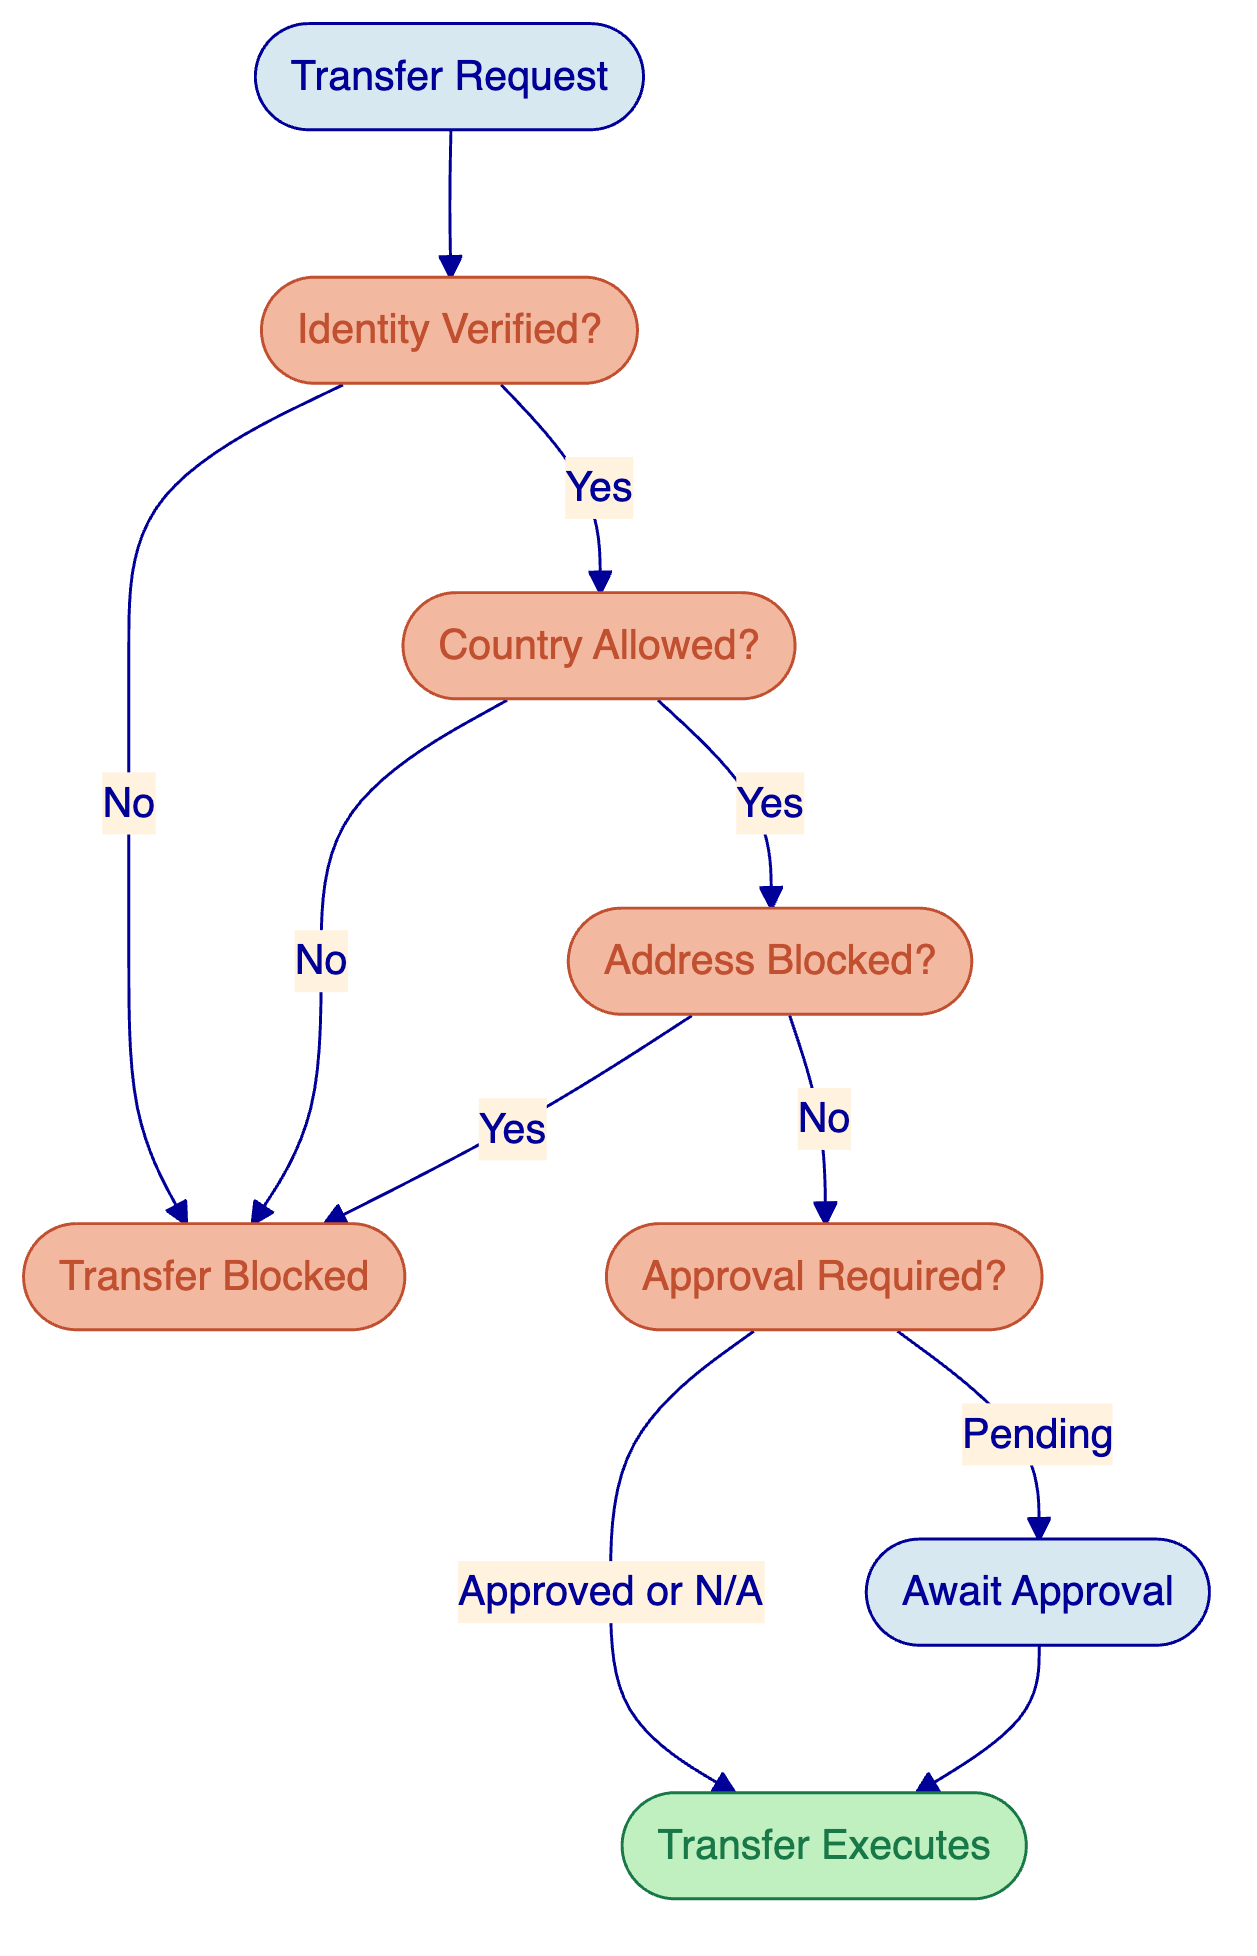 Transfer Request
Identity Verified?
Yes
Country Allowed?
No
Yes
No
Address Blocked?
Yes
No
Transfer Blocked
Approval Required?
Pending
Approved or N/A
Await Approval
Transfer Executes